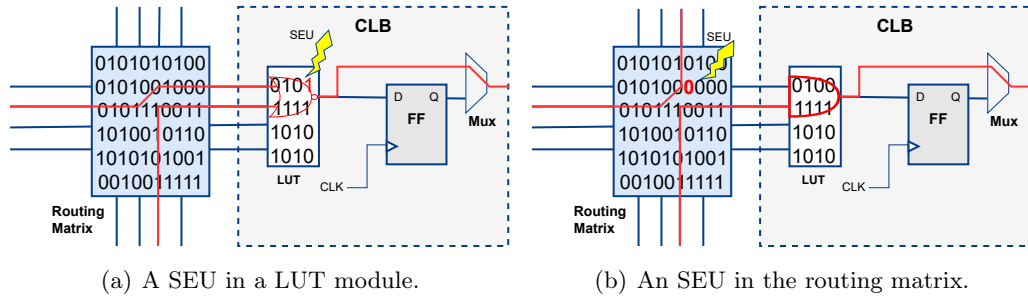 SEU
CLB
0101010100
0101001000
0101110011
1010010110
1010101001
0010011111
0101
1111
1010
1010
LUT
D Q
FF
CLK
Mux
Routing
Matrix
(a) A SEU in a LUT module.
SEU
CLB
0101010100
0101000000
0101110011
1010010110
1010101001
0010011111
0100
1111
1010
1010
LUT
D Q
FF
CLK
Mux
Routing
Matrix
(b) An SEU in the routing matrix.